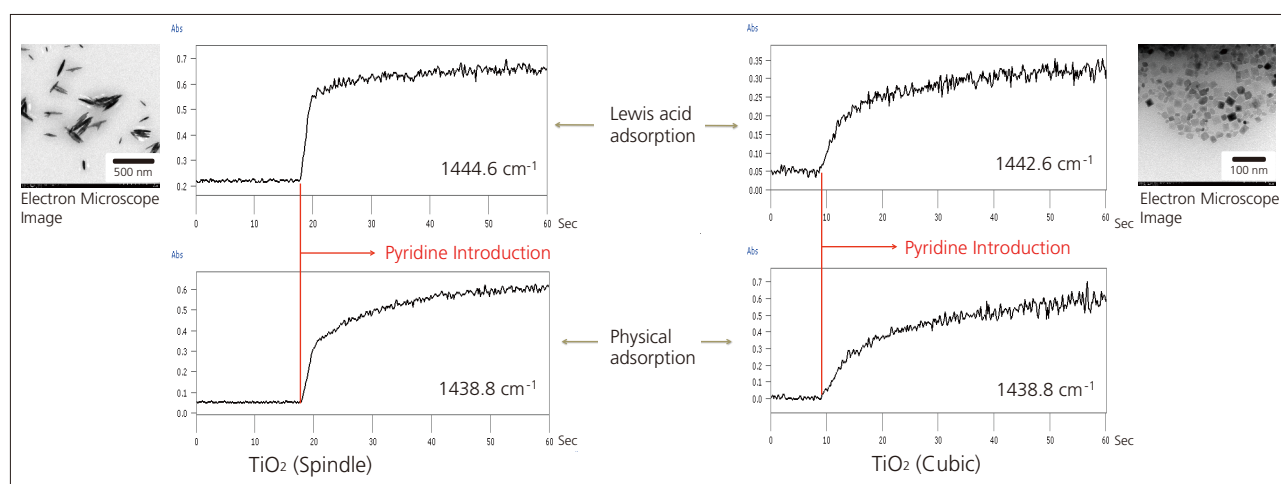 Abs
0.7
0.6
0.5
0.4
0.3
0.2
0 10 20 30 40 50 60 Sec
1444.6 cm⁻¹
500 nm
Electron Microscope
Image
Lewis acid
adsorption
Abs
0.35
0.30
0.25
0.20
0.15
0.10
0.05
0.00
0 10 20 30 40 50 60 Sec
1442.6 cm⁻¹
100 nm
Electron Microscope
Image
Pyridine Introduction
Pyridine Introduction
Abs
0.6
0.5
0.4
0.3
0.2
0.1
0.0
0 10 20 30 40 50 60 Sec
1438.8 cm⁻¹
Physical
adsorption
Abs
0.7
0.6
0.5
0.4
0.3
0.2
0.1
0.0
0 10 20 30 40 50 60 Sec
1438.8 cm⁻¹
TiO₂ (Spindle)
TiO₂ (Cubic)